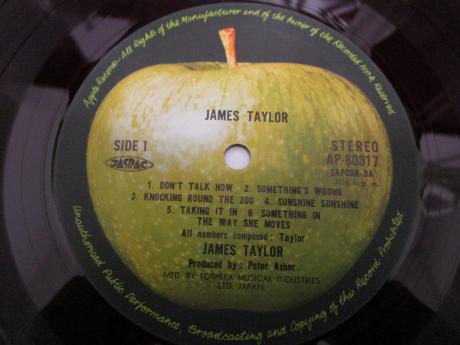 Apple Records-All Rights of the Manufacturer and of the Owner of the Recorded Work Reserved
JAMES TAYLOR
SIDE 1
STEREO
JASRAC
AP-80317
(SAPCOR-3A)
33⅓ r.p.m.
1. DON'T TALK NOW 2. SOMETHING'S WRONG
3. KNOCKING ROUND THE ZOO 4. SUNSHINE SUNSHINE
5. TAKING IT IN 6. SOMETHING IN
THE WAY SHE MOVES
All numbers composed: Taylor
JAMES TAYLOR
Produced by: Peter Asher
MFD. BY TOSHIBA MUSICAL INDUSTRIES
LTD. JAPAN.
Unauthorised Public Performance, Broadcasting and Copying of this Record Prohibited